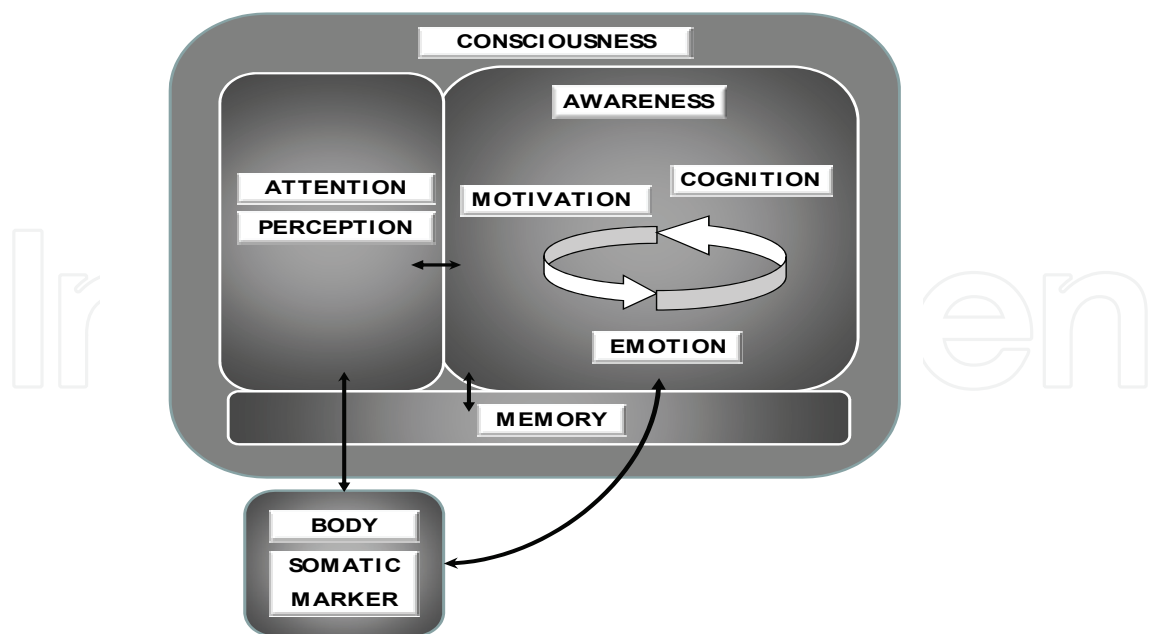 CONSCIOUSNESS
AWARENESS
ATTENTION
PERCEPTION
MOTIVATION
COGNITION
EMOTION
MEMORY
BODY
SOMATIC
MARKER